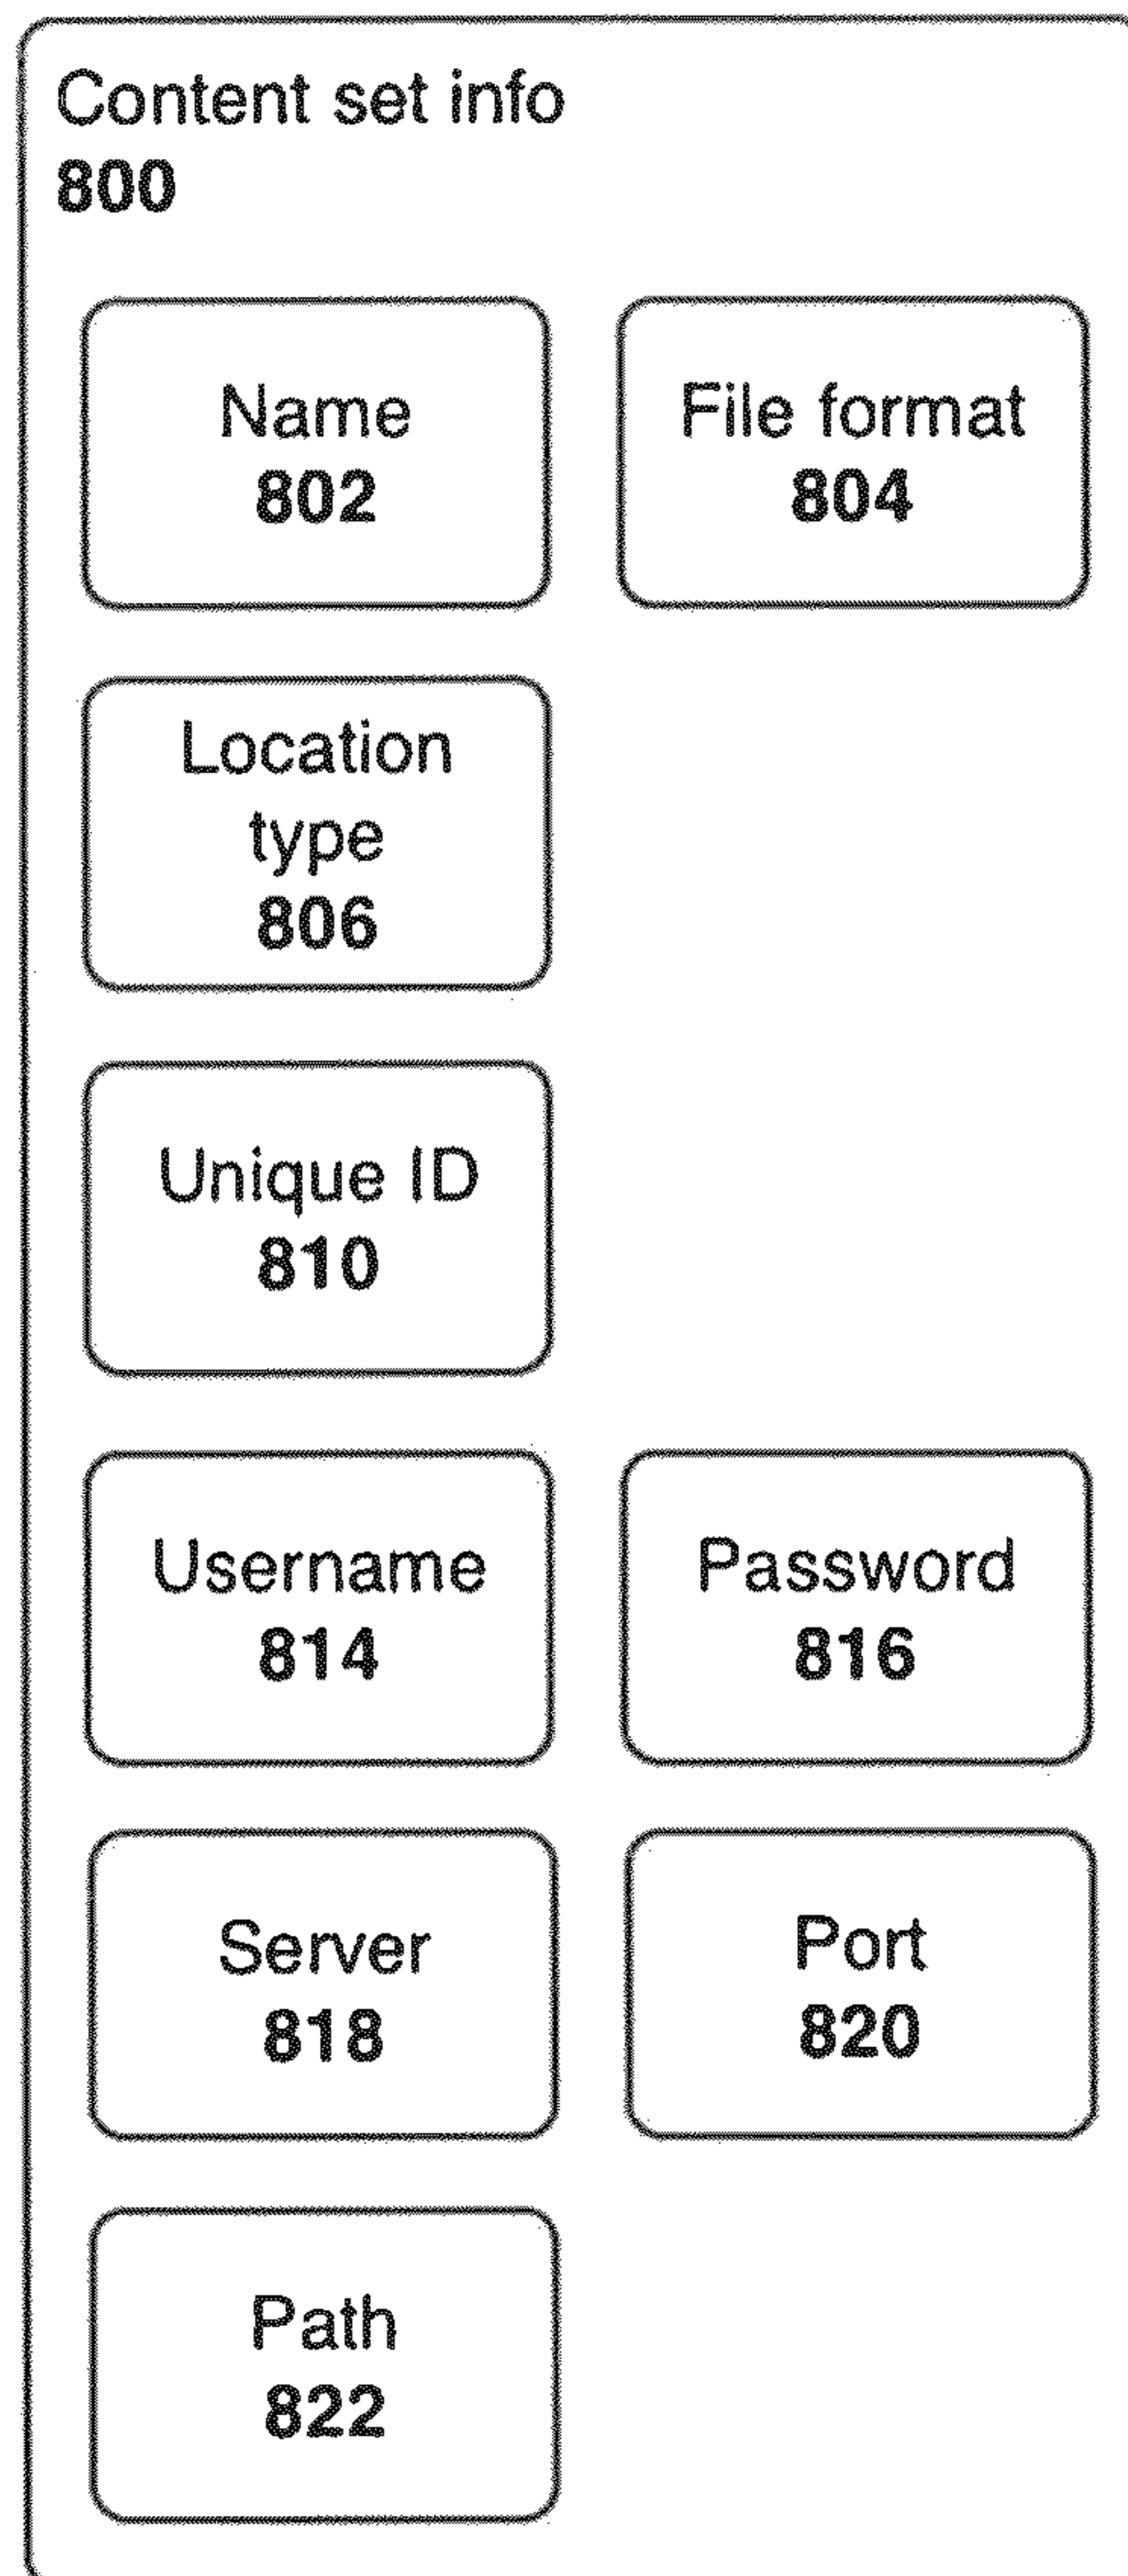 Content set info
800
Name
802
File format
804
Location
type
806
Unique ID
810
Username
814
Password
816
Server
818
Port
820
Path
822